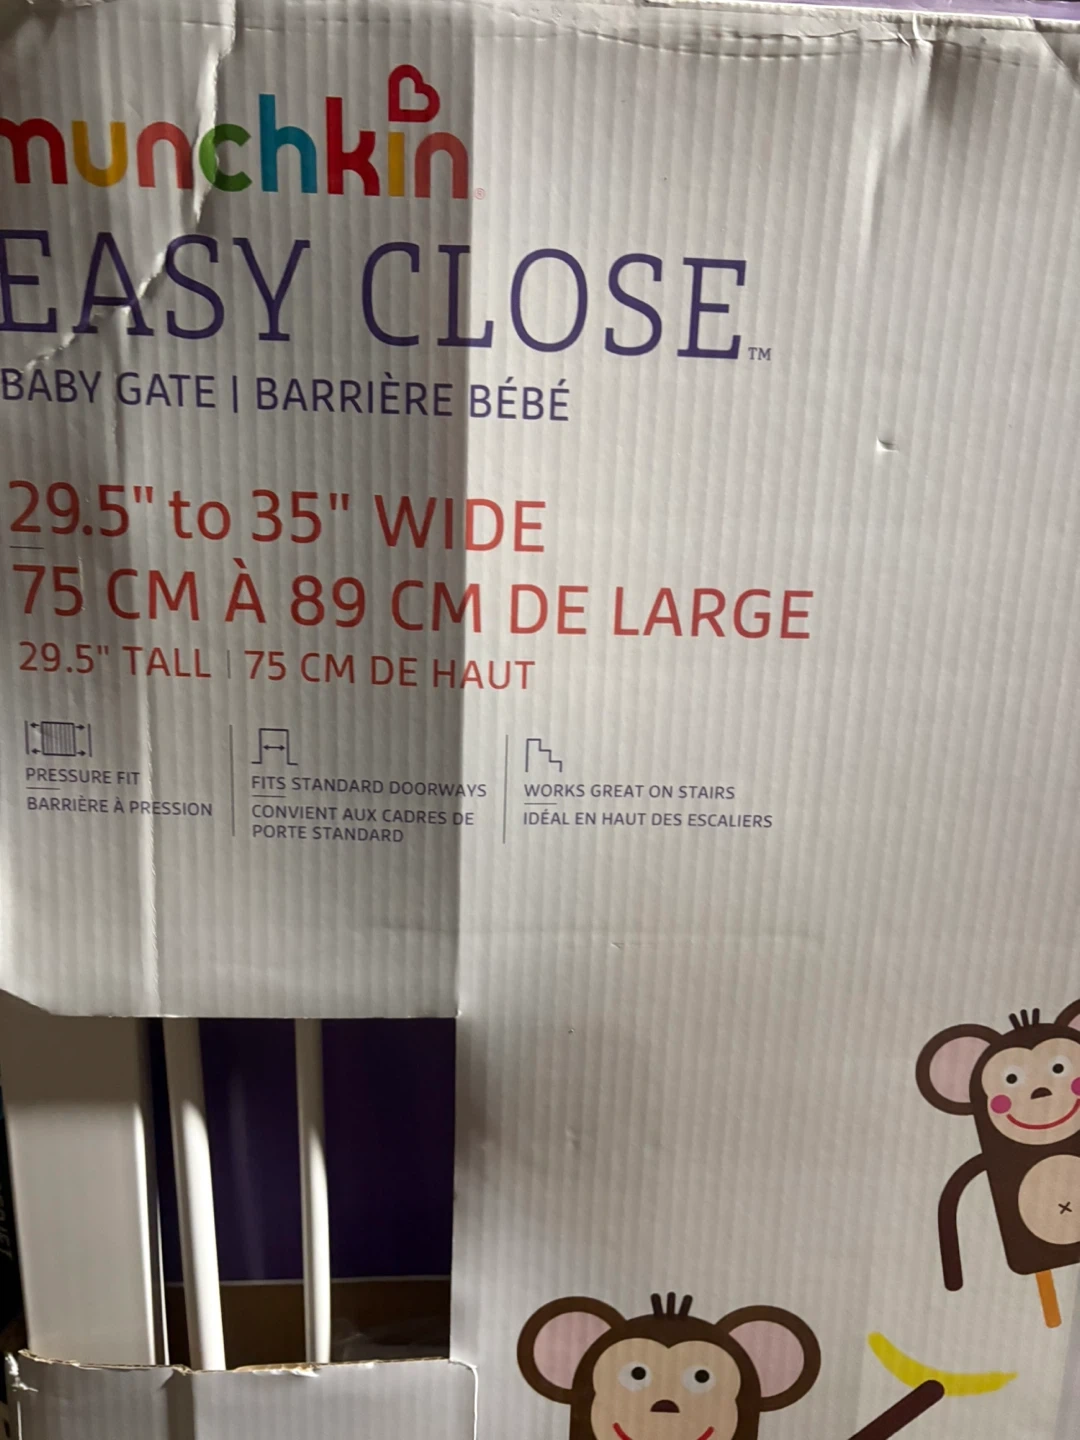 munchkin®
EASY CLOSE™
BABY GATE | BARRIÈRE BÉBÉ
29.5" to 35" WIDE
75 CM À 89 CM DE LARGE
29.5" TALL | 75 CM DE HAUT
PRESSURE FIT
BARRIÈRE À PRESSION
FITS STANDARD DOORWAYS
CONVIENT AUX CADRES DE
PORTE STANDARD
WORKS GREAT ON STAIRS
IDÉAL EN HAUT DES ESCALIERS